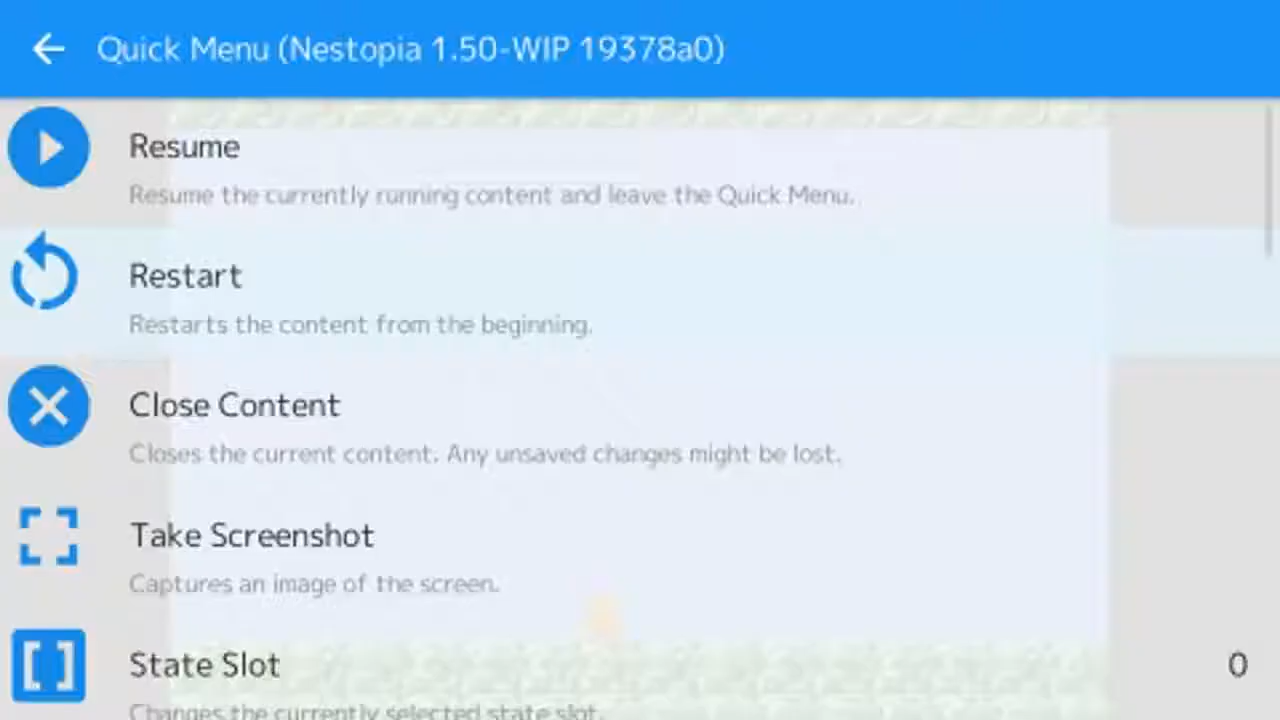 Quick Menu (Nestopia 1.50-WIP 19378a0)
Resume
Resume the currently running content and leave the Quick Menu.
Restart
Restarts the content from the beginning.
Close Content
Closes the current content. Any unsaved changes might be lost.
Take Screenshot
Captures an image of the screen.
State Slot 0
Changes the currently selected state slot.